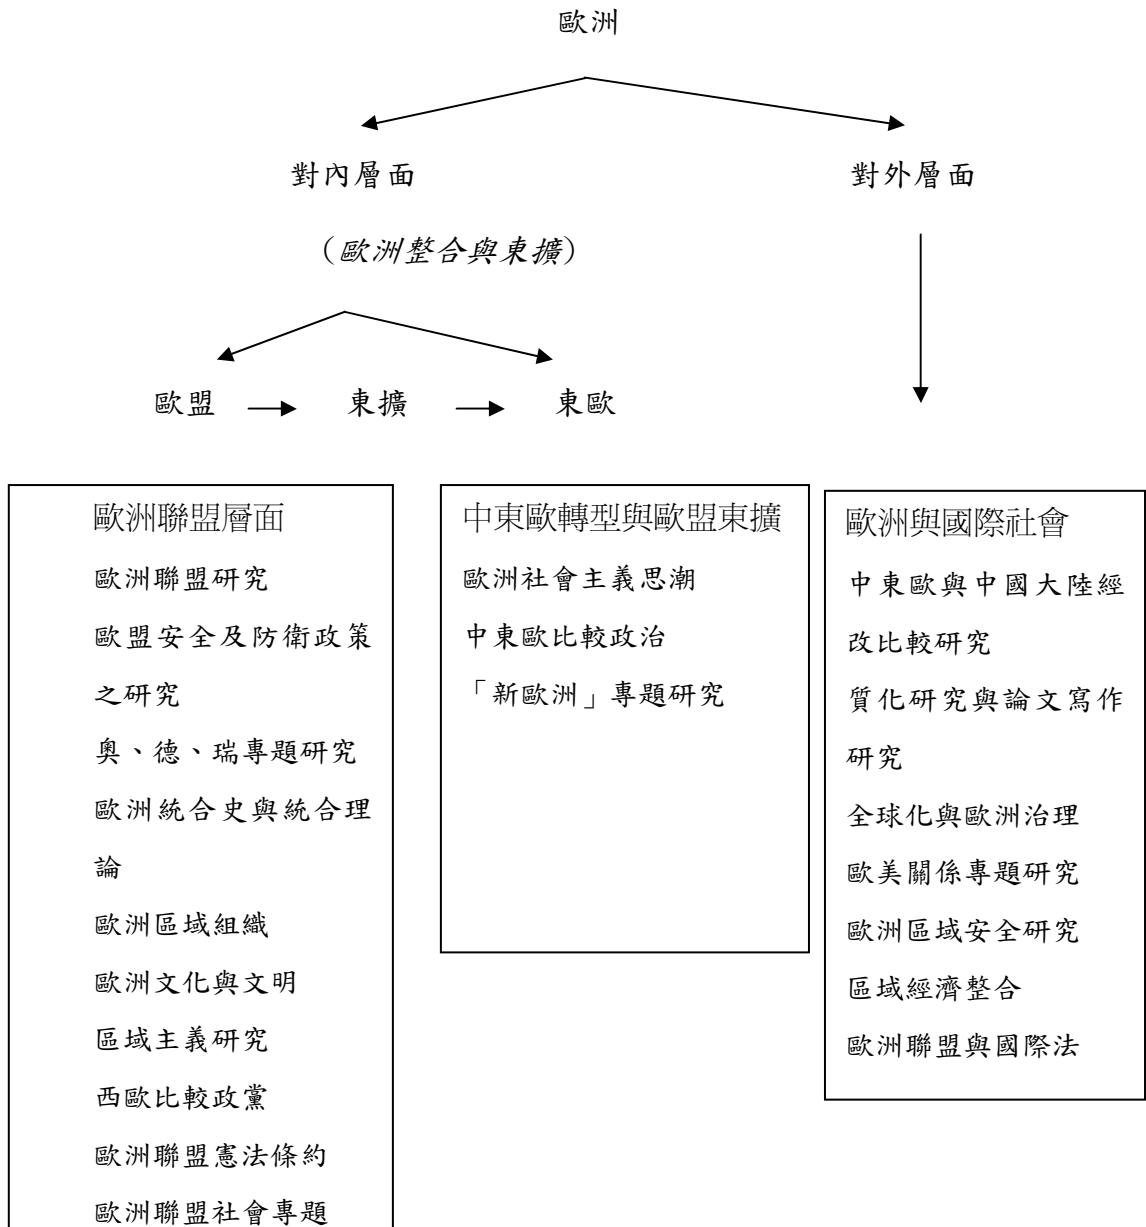 歐洲
對內層面
對外層面
（歐洲整合與東擴）
歐盟
東擴
東歐
歐洲聯盟層面
歐洲聯盟研究
歐盟安全及防衛政策
之研究
奧、德、瑞專題研究
歐洲統合史與統合理
論
歐洲區域組織
歐洲文化與文明
區域主義研究
西歐比較政黨
歐洲聯盟憲法條約
歐洲聯盟社會專題
中東歐轉型與歐盟東擴
歐洲社會主義思潮
中東歐比較政治
「新歐洲」專題研究
歐洲與國際社會
中東歐與中國大陸經
改比較研究
質化研究與論文寫作
研究
全球化與歐洲治理
歐美關係專題研究
歐洲區域安全研究
區域經濟整合
歐洲聯盟與國際法